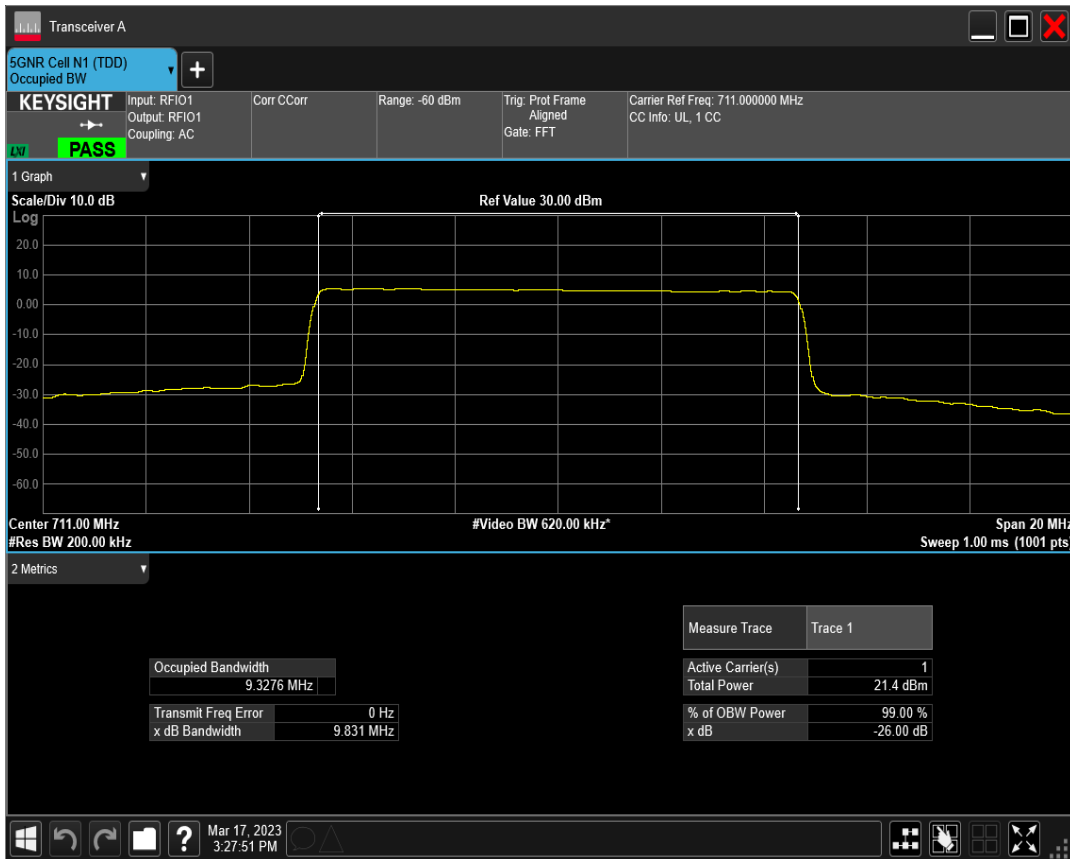 Transceiver A
5GNR Cell N1 (TDD)
Occupied BW
+
KEYSIGHT
LXI
PASS
Input: RFIO1
Output: RFIO1
Coupling: AC
Corr CCorr
Range: -60 dBm
Trig: Prot Frame
Aligned
Gate: FFT
Carrier Ref Freq: 711.000000 MHz
CC Info: UL, 1 CC
1 Graph
Scale/Div 10.0 dB
Ref Value 30.00 dBm
Log
20.0
10.0
0.00
-10.0
-20.0
-30.0
-40.0
-50.0
-60.0
Center 711.00 MHz
#Video BW 620.00 kHz*
Span 20 MHz
#Res BW 200.00 kHz
Sweep 1.00 ms (1001 pts)
2 Metrics
Measure Trace Trace 1
Occupied Bandwidth
9.3276 MHz
Active Carrier(s) 1
Total Power 21.4 dBm
Transmit Freq Error 0 Hz
x dB Bandwidth 9.831 MHz
% of OBW Power 99.00 %
x dB -26.00 dB
?
Mar 17, 2023
3:27:51 PM